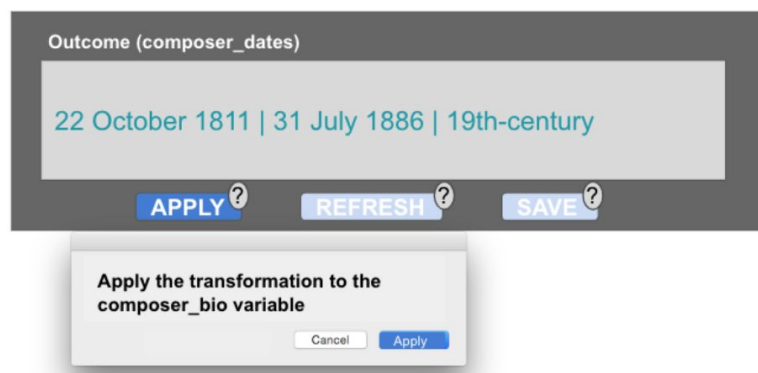 Outcome (composer_dates)
22 October 1811 | 31 July 1886 | 19th-century
APPLY ? REFRESH ? SAVE ?
Apply the transformation to the
composer_bio variable
Cancel Apply